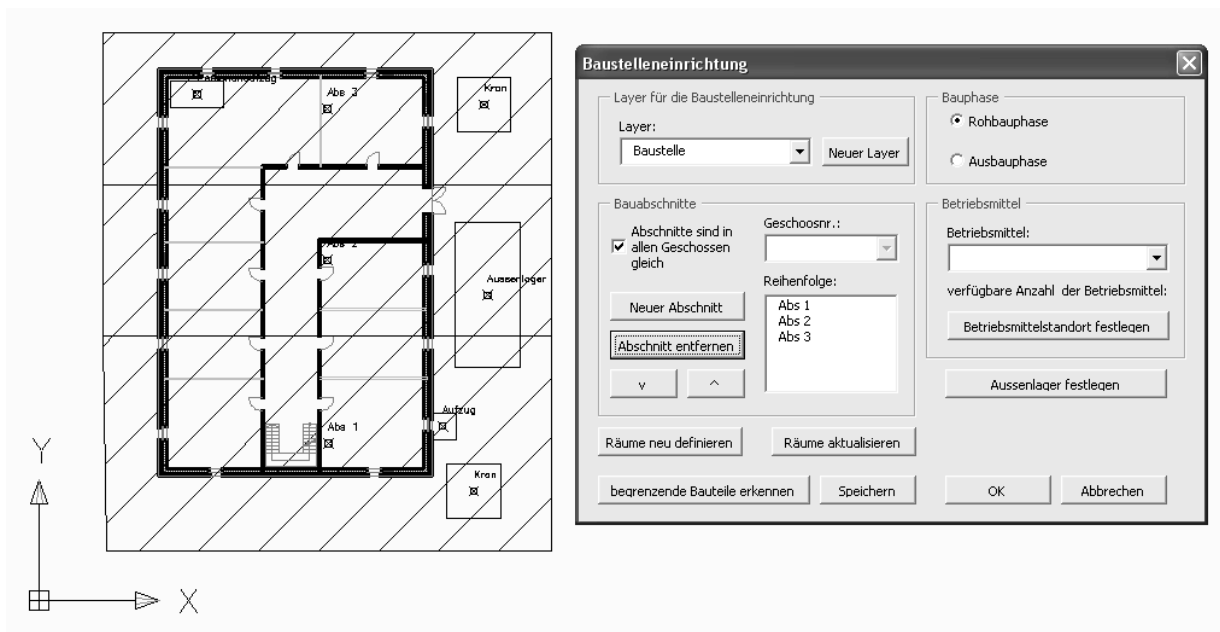 Abs 3
Kran
Abs 2
Aussenlager
Aufzug
Abs 1
Kran
Y
X
Baustelleneinrichtung
Layer für die Baustelleneinrichtung
Layer:
Baustelle
Neuer Layer
Bauphase
Rohbauphase
Ausbauphase
Bauabschnitte
Abschnitte sind in
allen Geschossen
gleich
Geschoosnr.:
Reihenfolge:
Abs 1
Abs 2
Abs 3
Neuer Abschnitt
Abschnitt entfernen
v
^
Betriebsmittel
Betriebsmittel:
verfügbare Anzahl der Betriebsmittel:
Betriebsmittelstandort festlegen
Aussenlager festlegen
Räume neu definieren
Räume aktualisieren
begrenzende Bauteile erkennen
Speichern
OK
Abbrechen